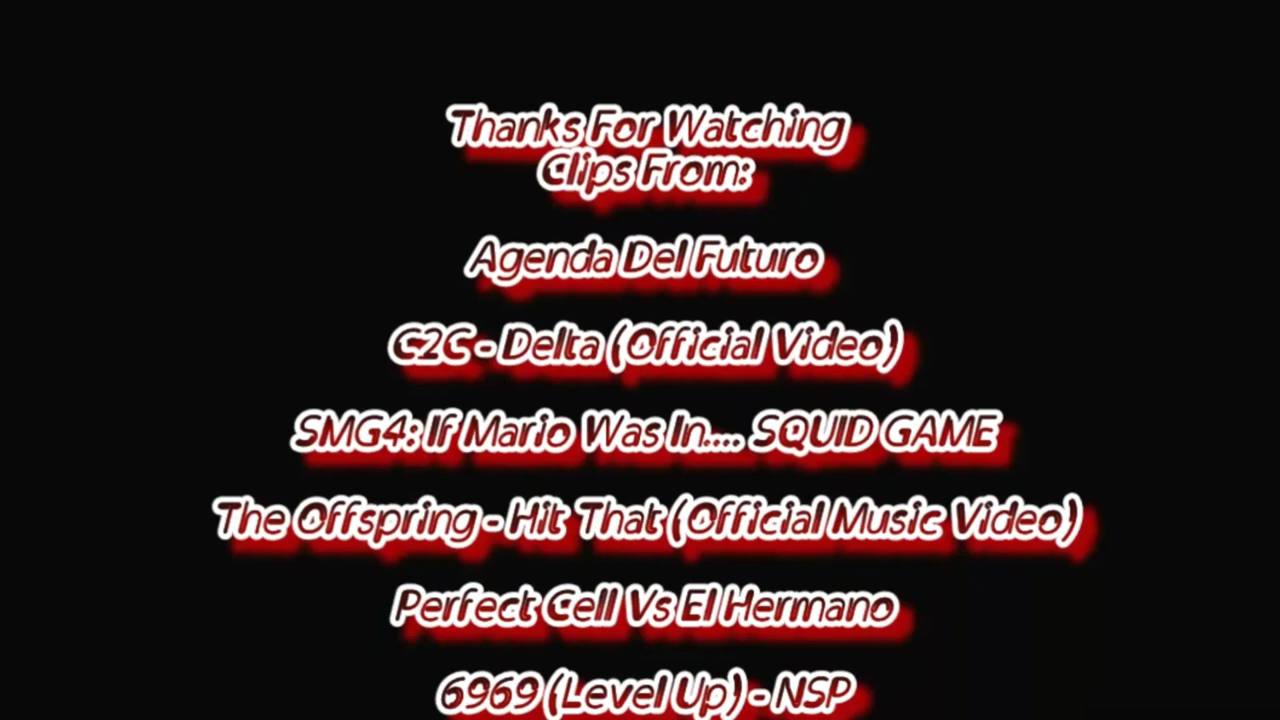 Thanks For Watching
Clips From:
Agenda Del Futuro
C2C - Delta (Official Video)
SMG4: If Mario Was In.... SQUID GAME
The Offspring - Hit That (Official Music Video)
Perfect Cell Vs El Hermano
6969 (Level Up) - NSP